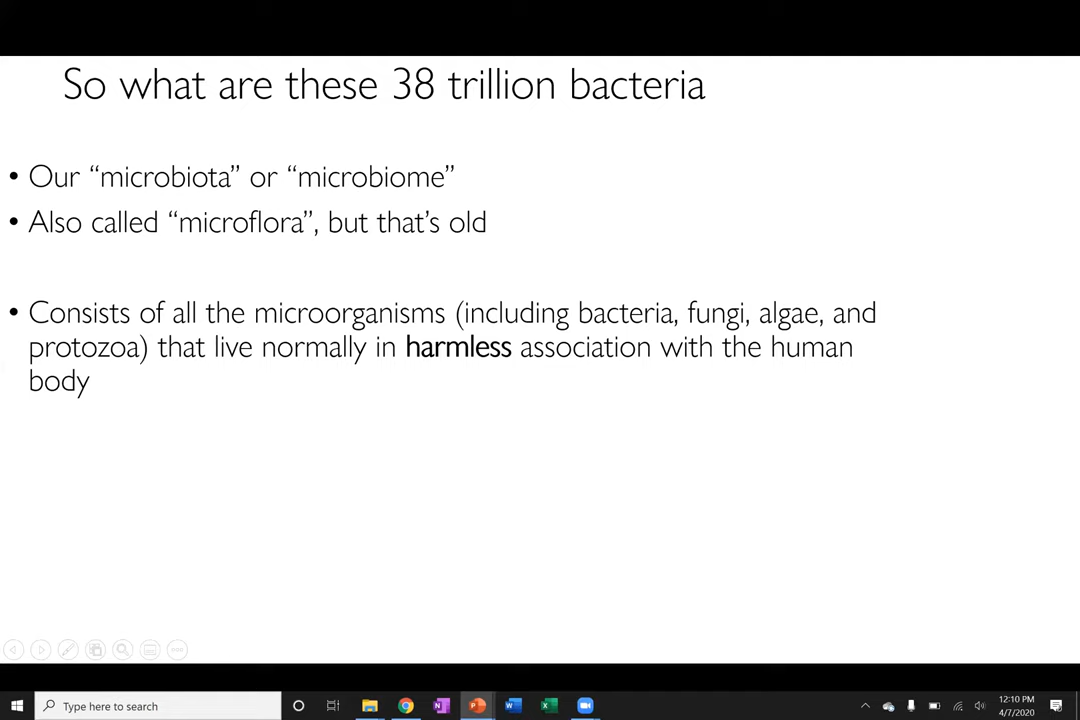 So what are these 38 trillion bacteria
• Our “microbiota” or “microbiome”
• Also called “microflora”, but that’s old
• Consists of all the microorganisms (including bacteria, fungi, algae, and
protozoa) that live normally in harmless association with the human
body
Type here to search
12:10 PM
4/7/2020